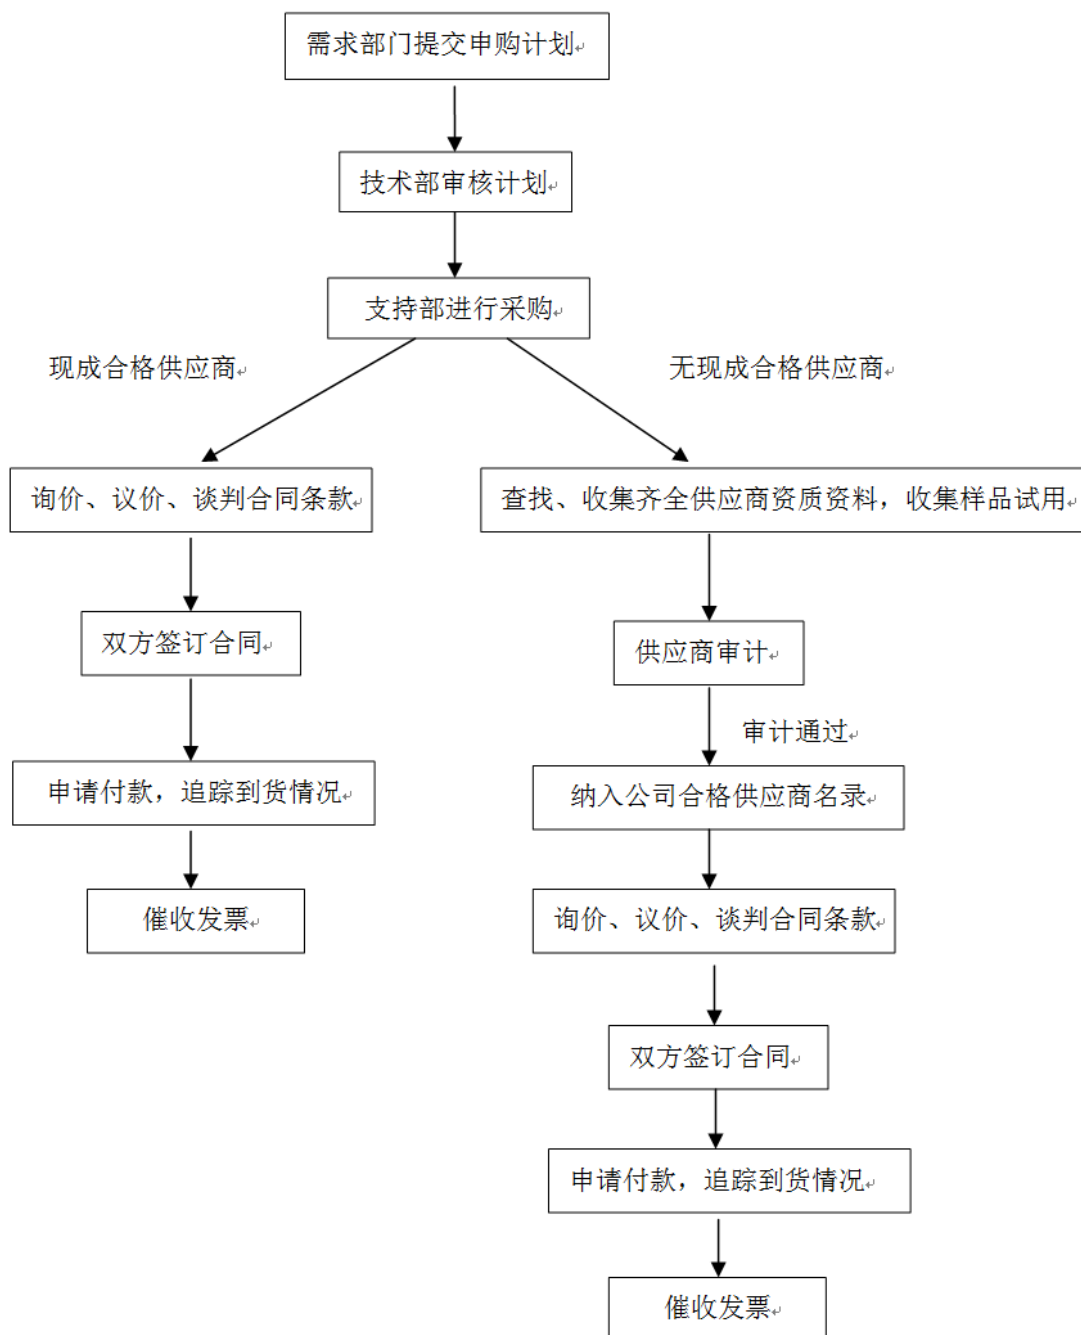 需求部门提交申购计划
技术部审核计划
支持部进行采购
现成合格供应商
无现成合格供应商
询价、议价、谈判合同条款
查找、收集齐全供应商资质资料，收集样品试用
双方签订合同
供应商审计
审计通过
申请付款，追踪到货情况
纳入公司合格供应商名录
催收发票
询价、议价、谈判合同条款
双方签订合同
申请付款，追踪到货情况
催收发票